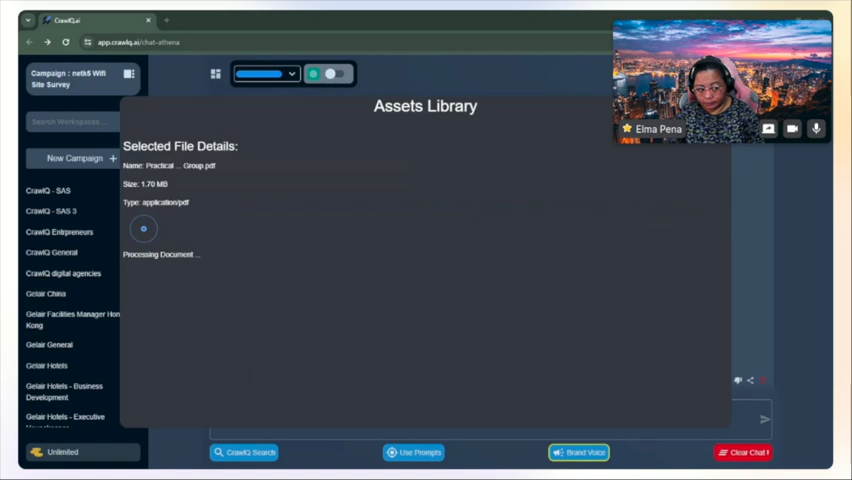 CrawlQ.ai
app.crawlq.ai/chat-athena
Campaign : netk5 Wifi
Site Survey
Elma Pena
Assets Library
Search Workspaces...
Selected File Details:
New Campaign +
Name: Practical ... Group.pdf
Size: 1.70 MB
CrawlQ - SAS
Type: application/pdf
CrawlQ - SAS 3
CrawlQ Entrpreneurs
CrawlQ General
Processing Document ...
CrawlQ digital agencies
Gelair China
Gelair Facilities Manager Hon
Kong
Gelair General
Gelair Hotels
Gelair Hotels - Business
Development
Gelair Hotels - Executive
Unlimited
CrawlQ Search
Use Prompts
Brand Voice
Clear Chat !